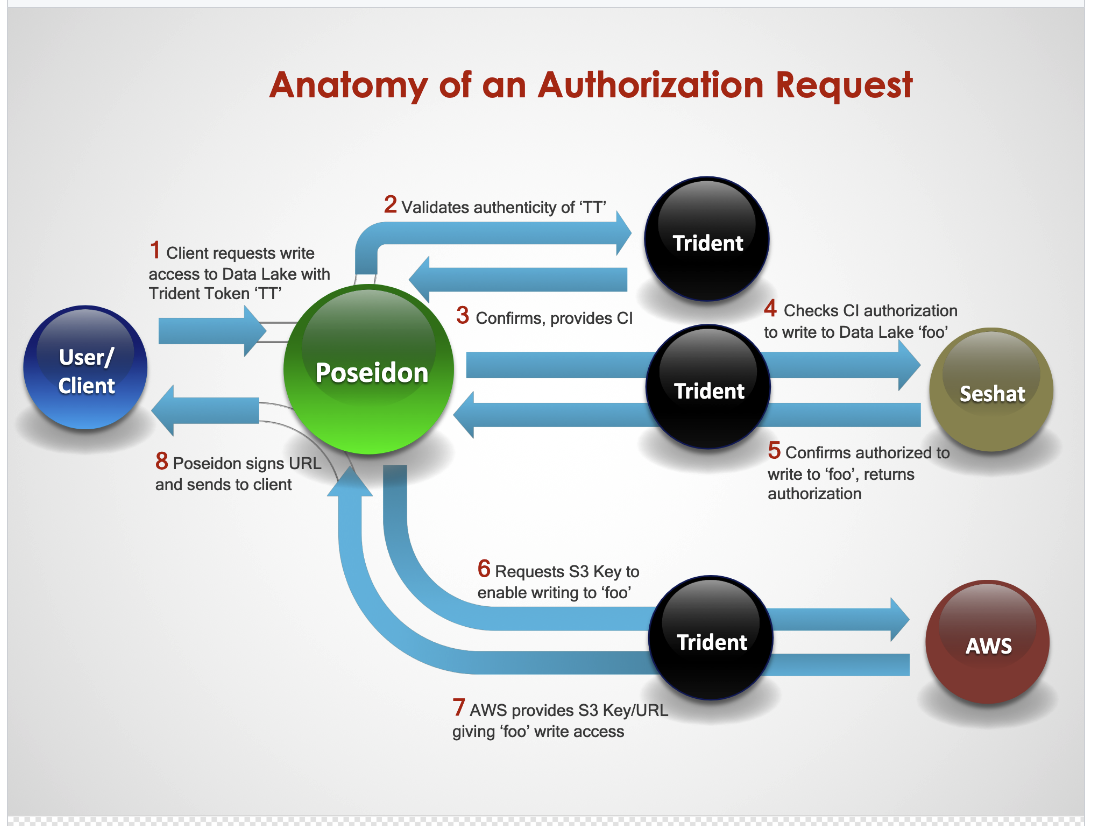 Anatomy of an Authorization Request
2 Validates authenticity of ‘TT’
Trident
1 Client requests write
access to Data Lake with
Trident Token ‘TT’
3 Confirms, provides CI
4 Checks CI authorization
to write to Data Lake ‘foo’
User/
Client
Poseidon
Trident
Seshat
8 Poseidon signs URL
and sends to client
5 Confirms authorized to
write to ‘foo’, returns
authorization
6 Requests S3 Key to
enable writing to ‘foo’
Trident
AWS
7 AWS provides S3 Key/URL
giving ‘foo’ write access